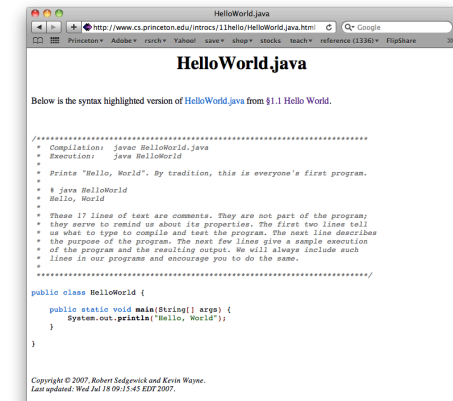 HelloWorld.java
http://www.cs.princeton.edu/introcs/11hello/HelloWorld.java.html
Google
Princeton Adobe rsrch Yahoo! save shop stocks teach reference (1336) FlipShare
HelloWorld.java
Below is the syntax highlighted version of HelloWorld.java from §1.1 Hello World.
/*************************************************************************
 *  Compilation:  javac HelloWorld.java
 *  Execution:    java HelloWorld
 *
 *  Prints "Hello, World". By tradition, this is everyone's first program.
 *
 *  % java HelloWorld
 *  Hello, World
 *
 *  These 17 lines of text are comments. They are not part of the program;
 *  they serve to remind us about its properties. The first two lines tell
 *  us what to type to compile and test the program. The next line describes
 *  the purpose of the program. The next few lines give a sample execution
 *  of the program and the resulting output. We will always include such
 *  lines in our programs and encourage you to do the same.
 *
 *************************************************************************/
public class HelloWorld {
    public static void main(String[] args) {
        System.out.println("Hello, World");
    }
}
Copyright © 2007, Robert Sedgewick and Kevin Wayne.
Last updated: Wed Jul 18 09:15:45 EDT 2007.